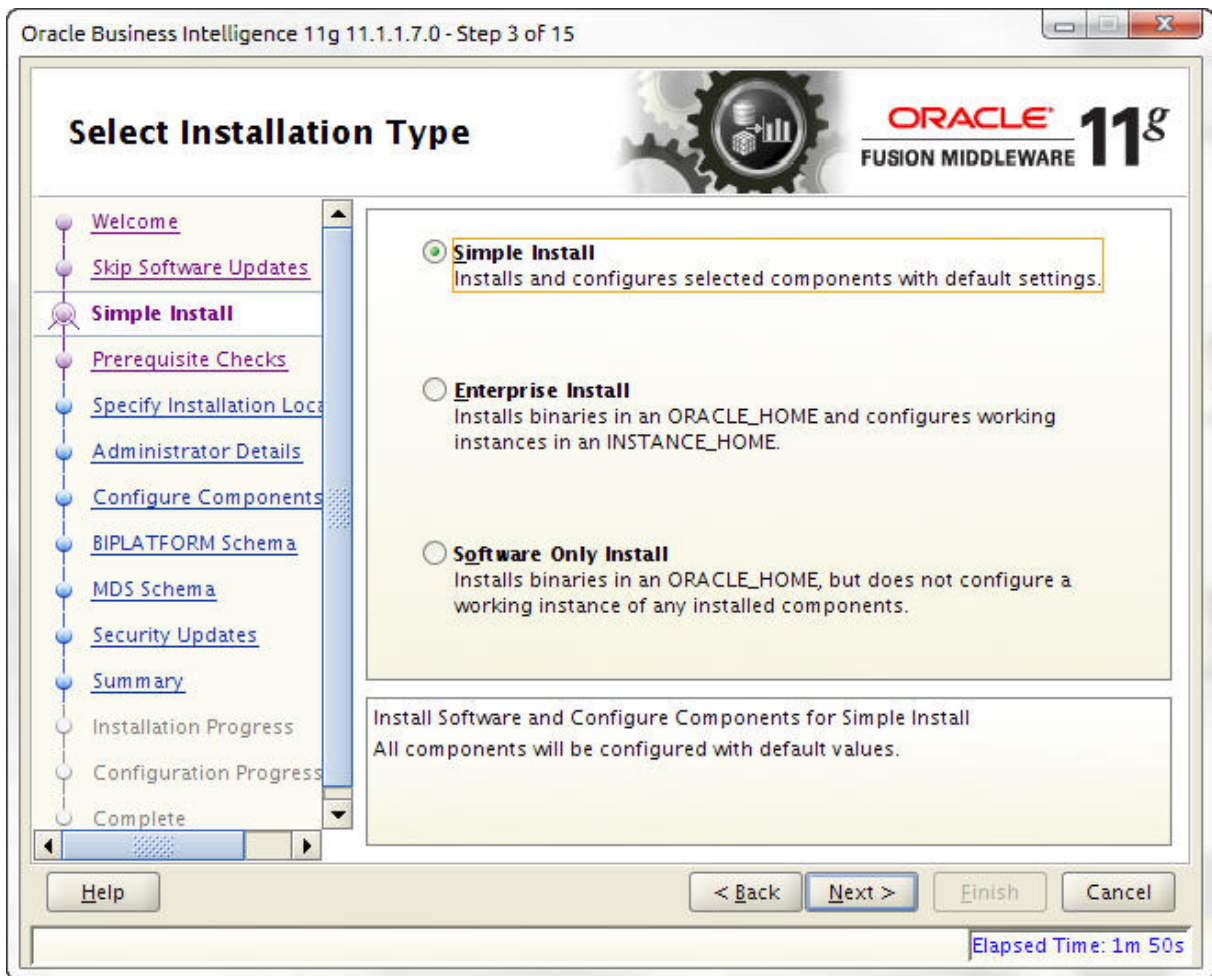 Oracle Business Intelligence 11g 11.1.1.7.0 - Step 3 of 15
Select Installation Type
ORACLE
FUSION MIDDLEWARE
11g
Welcome
Skip Software Updates
Simple Install
Prerequisite Checks
Specify Installation Loca
Administrator Details
Configure Components
BIPLATFORM Schema
MDS Schema
Security Updates
Summary
Installation Progress
Configuration Progress
Complete
Simple Install
Installs and configures selected components with default settings.
Enterprise Install
Installs binaries in an ORACLE_HOME and configures working
instances in an INSTANCE_HOME.
Software Only Install
Installs binaries in an ORACLE_HOME, but does not configure a
working instance of any installed components.
Install Software and Configure Components for Simple Install
All components will be configured with default values.
Help
< Back
Next >
Finish
Cancel
Elapsed Time: 1m 50s